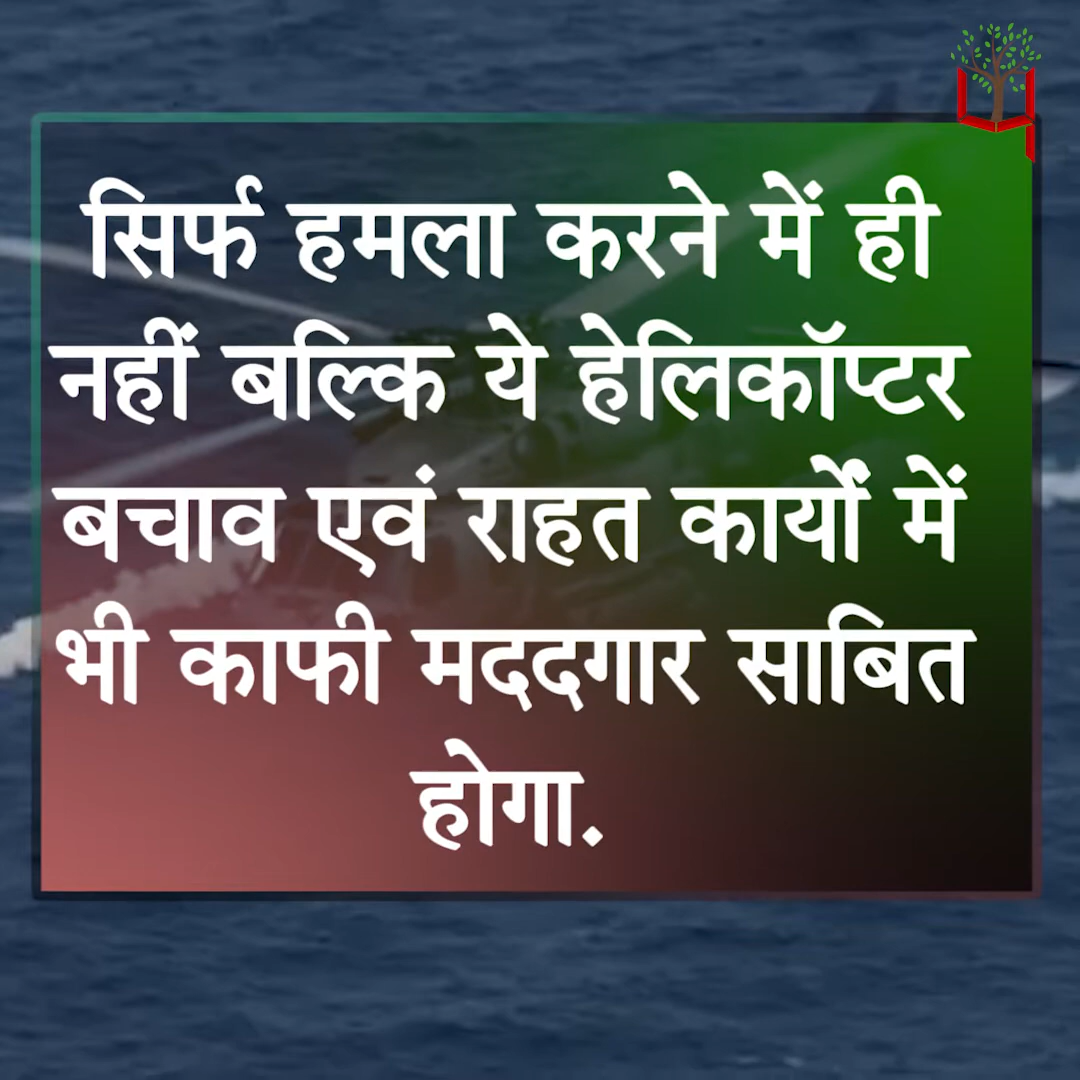 सिर्फ हमला करने में ही
नहीं बल्कि ये हेलिकॉप्टर
बचाव एवं राहत कार्यों में
भी काफी मददगार साबित
होगा.